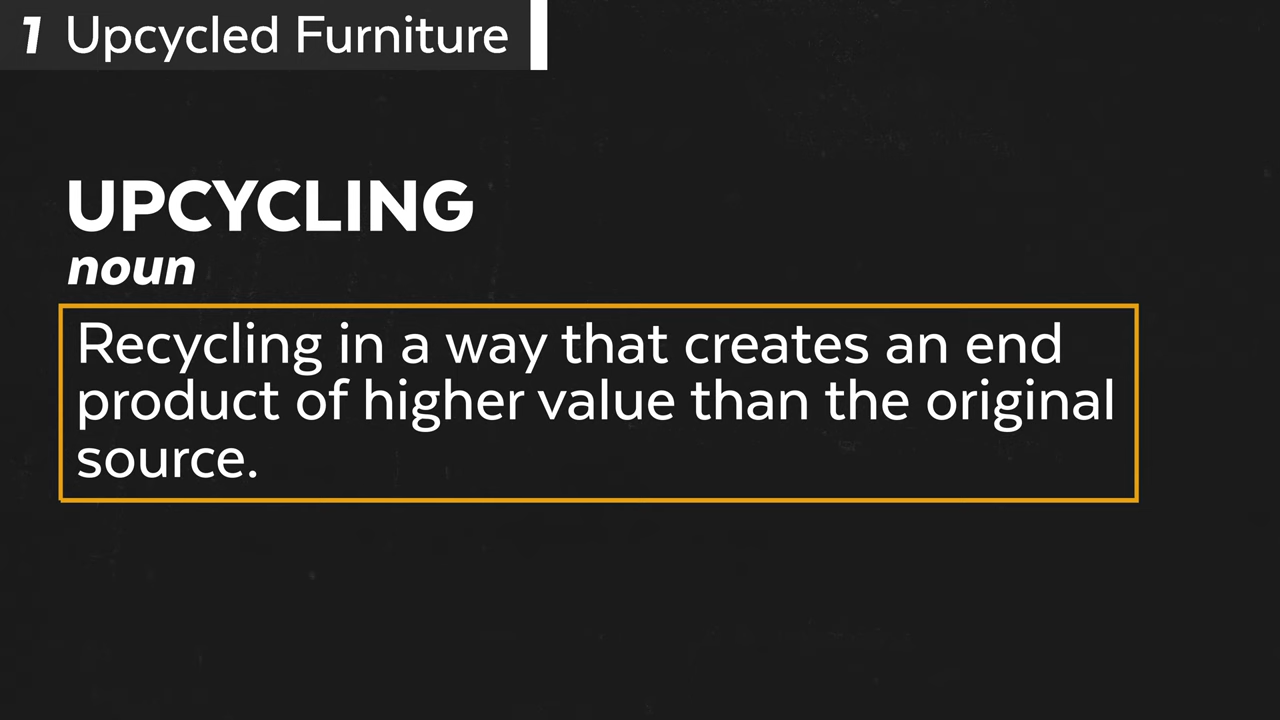 1 Upcycled Furniture
UPCYCLING
noun
Recycling in a way that creates an end
product of higher value than the original
source.